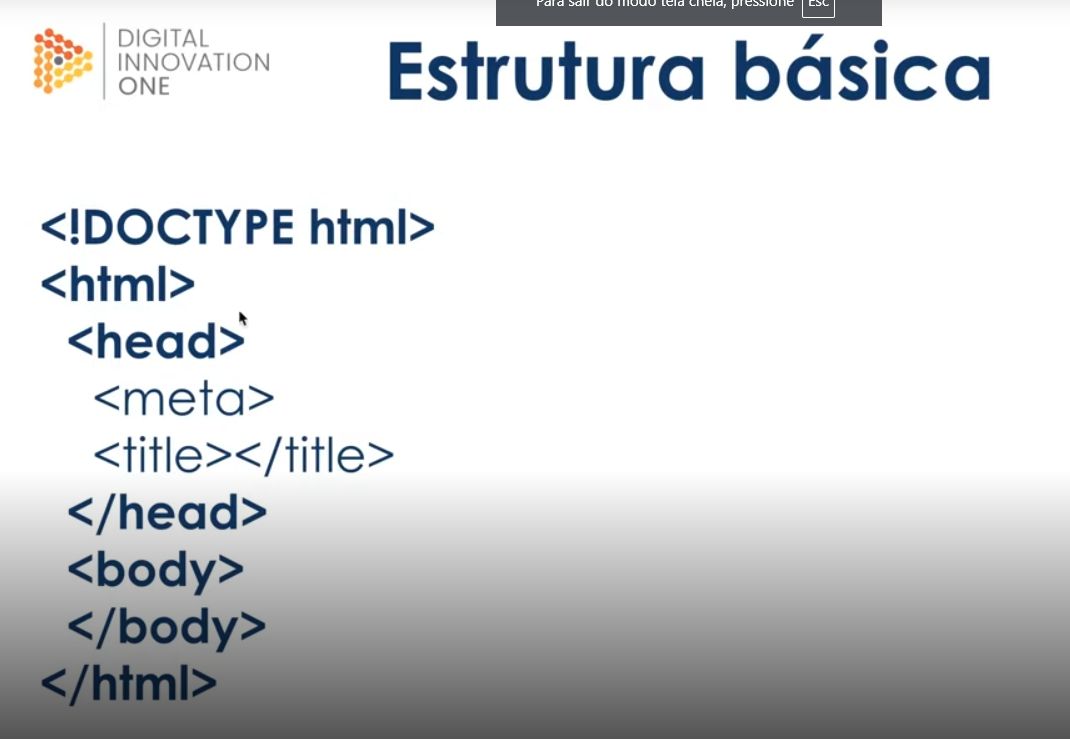 Para sair do modo tela cheia, pressione Esc
DIGITAL
INNOVATION
ONE
Estrutura básica
<!DOCTYPE html>
<html>
<head>
<meta>
<title></title>
</head>
<body>
</body>
</html>